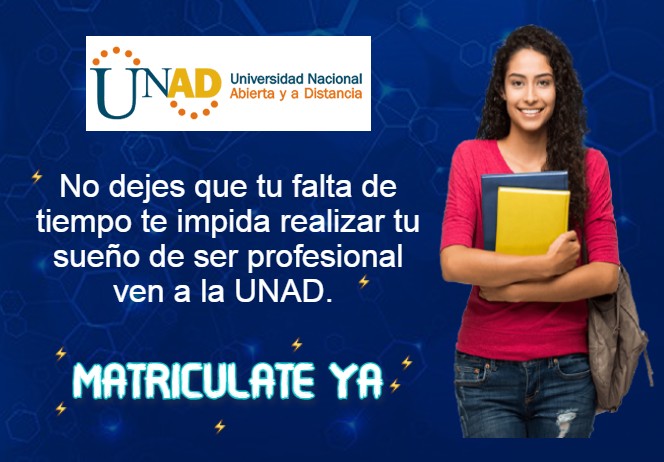 UNAD
Universidad Nacional
Abierta y a Distancia
No dejes que tu falta de
tiempo te impida realizar tu
sueño de ser profesional
ven a la UNAD.
MATRICULATE YA